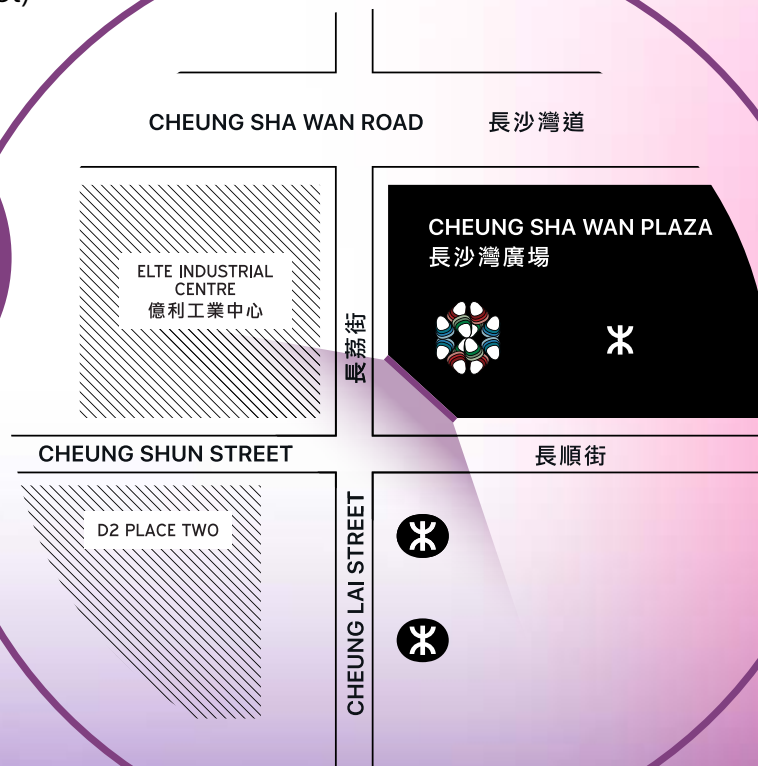 CHEUNG SHA WAN ROAD 長沙灣道
CHEUNG SHA WAN PLAZA
長沙灣廣場
ELTE INDUSTRIAL
CENTRE
億利工業中心
長荔街
CHEUNG SHUN STREET 長順街
D2 PLACE TWO
CHEUNG LAI STREET